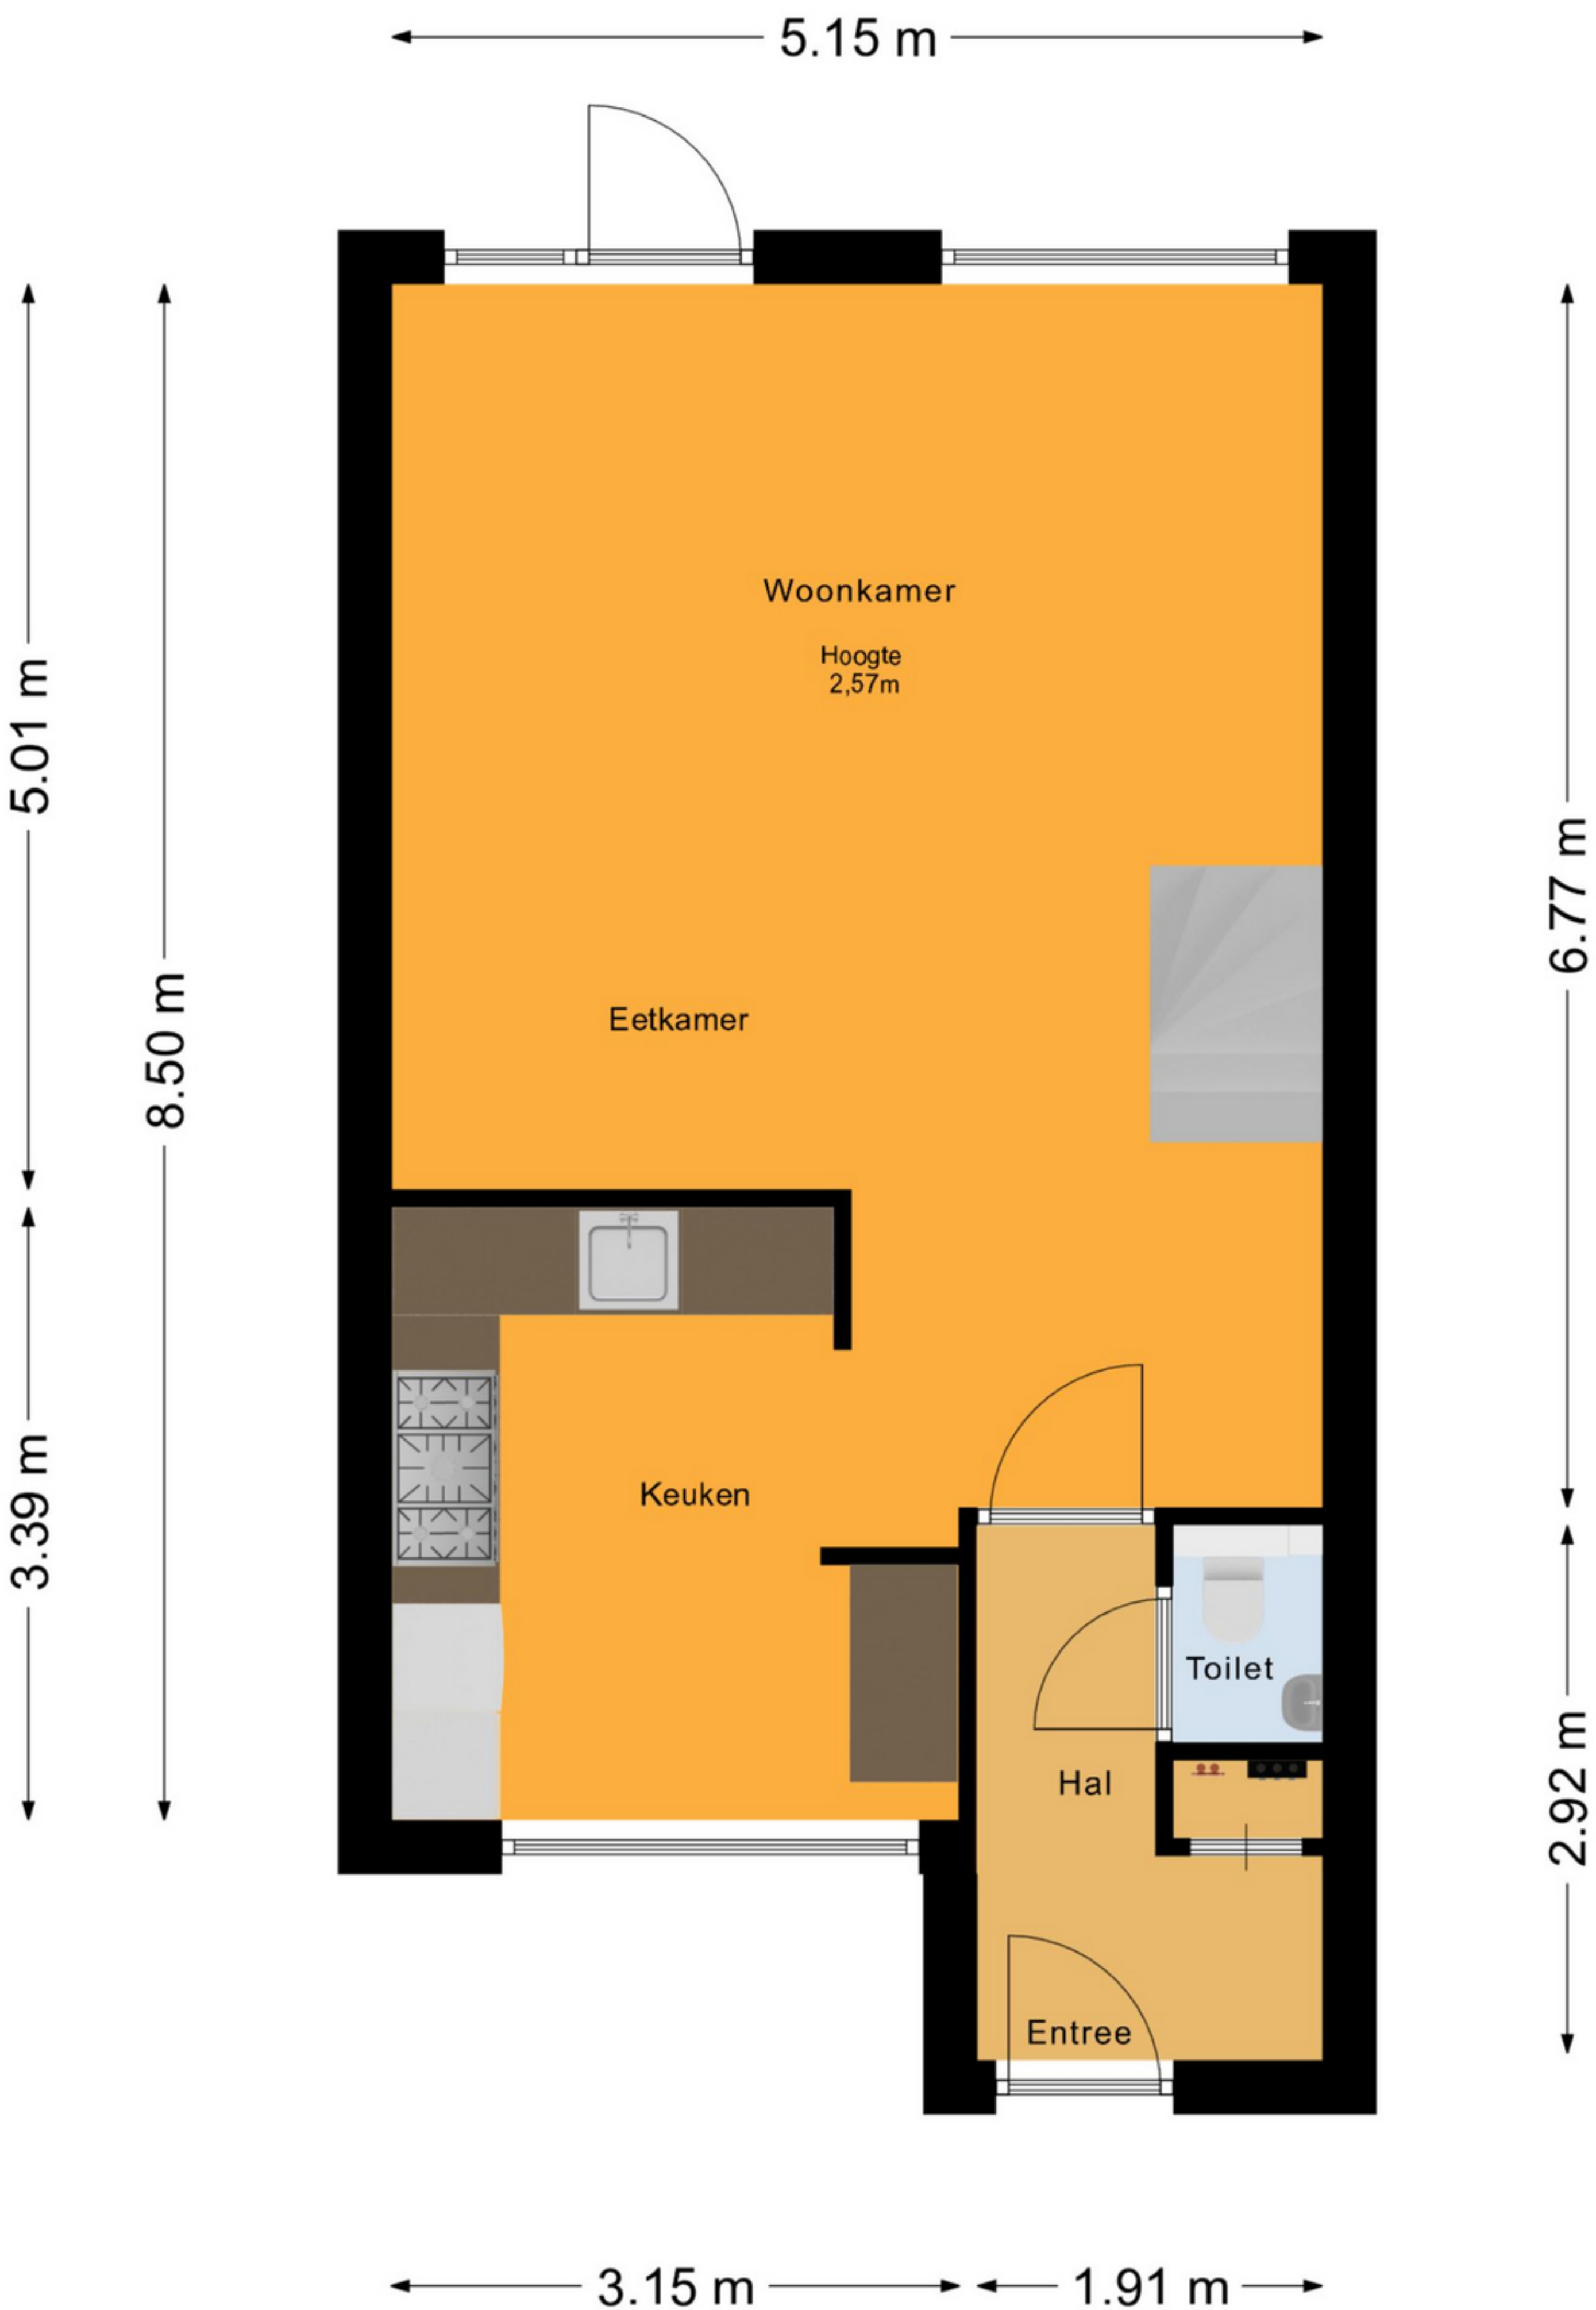 5.15 m
Woonkamer
Hoogte
2,57m
5.01 m
6.77 m
8.50 m
Eetkamer
Keuken
3.39 m
Toilet
Hal
2.92 m
Entree
3.15 m
1.91 m